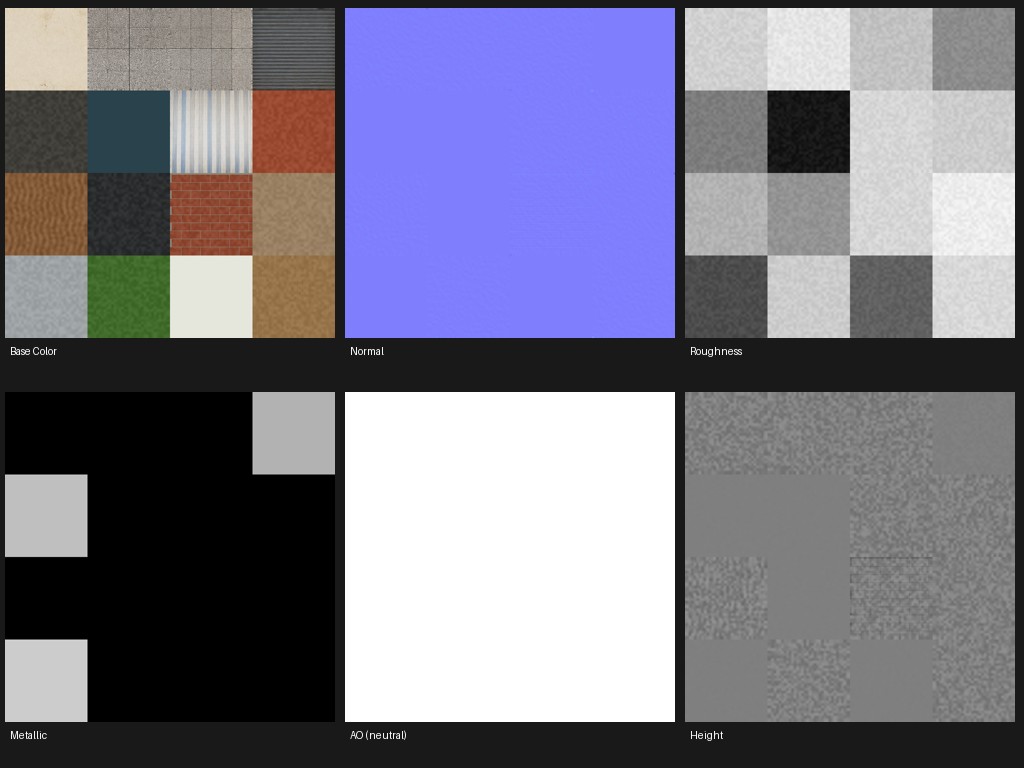 Base Color
Normal
Roughness
Metallic
AO (neutral)
Height